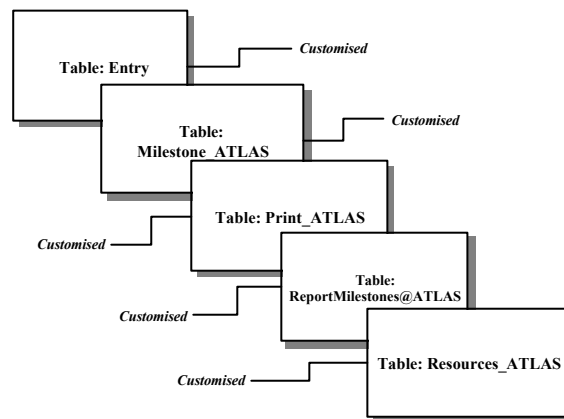 Customised
Table: Entry
Customised
Table:
Milestone_ATLAS
Table: Print_ATLAS
Customised
Table:
ReportMilestones@ATLAS
Customised
Table: Resources_ATLAS
Customised